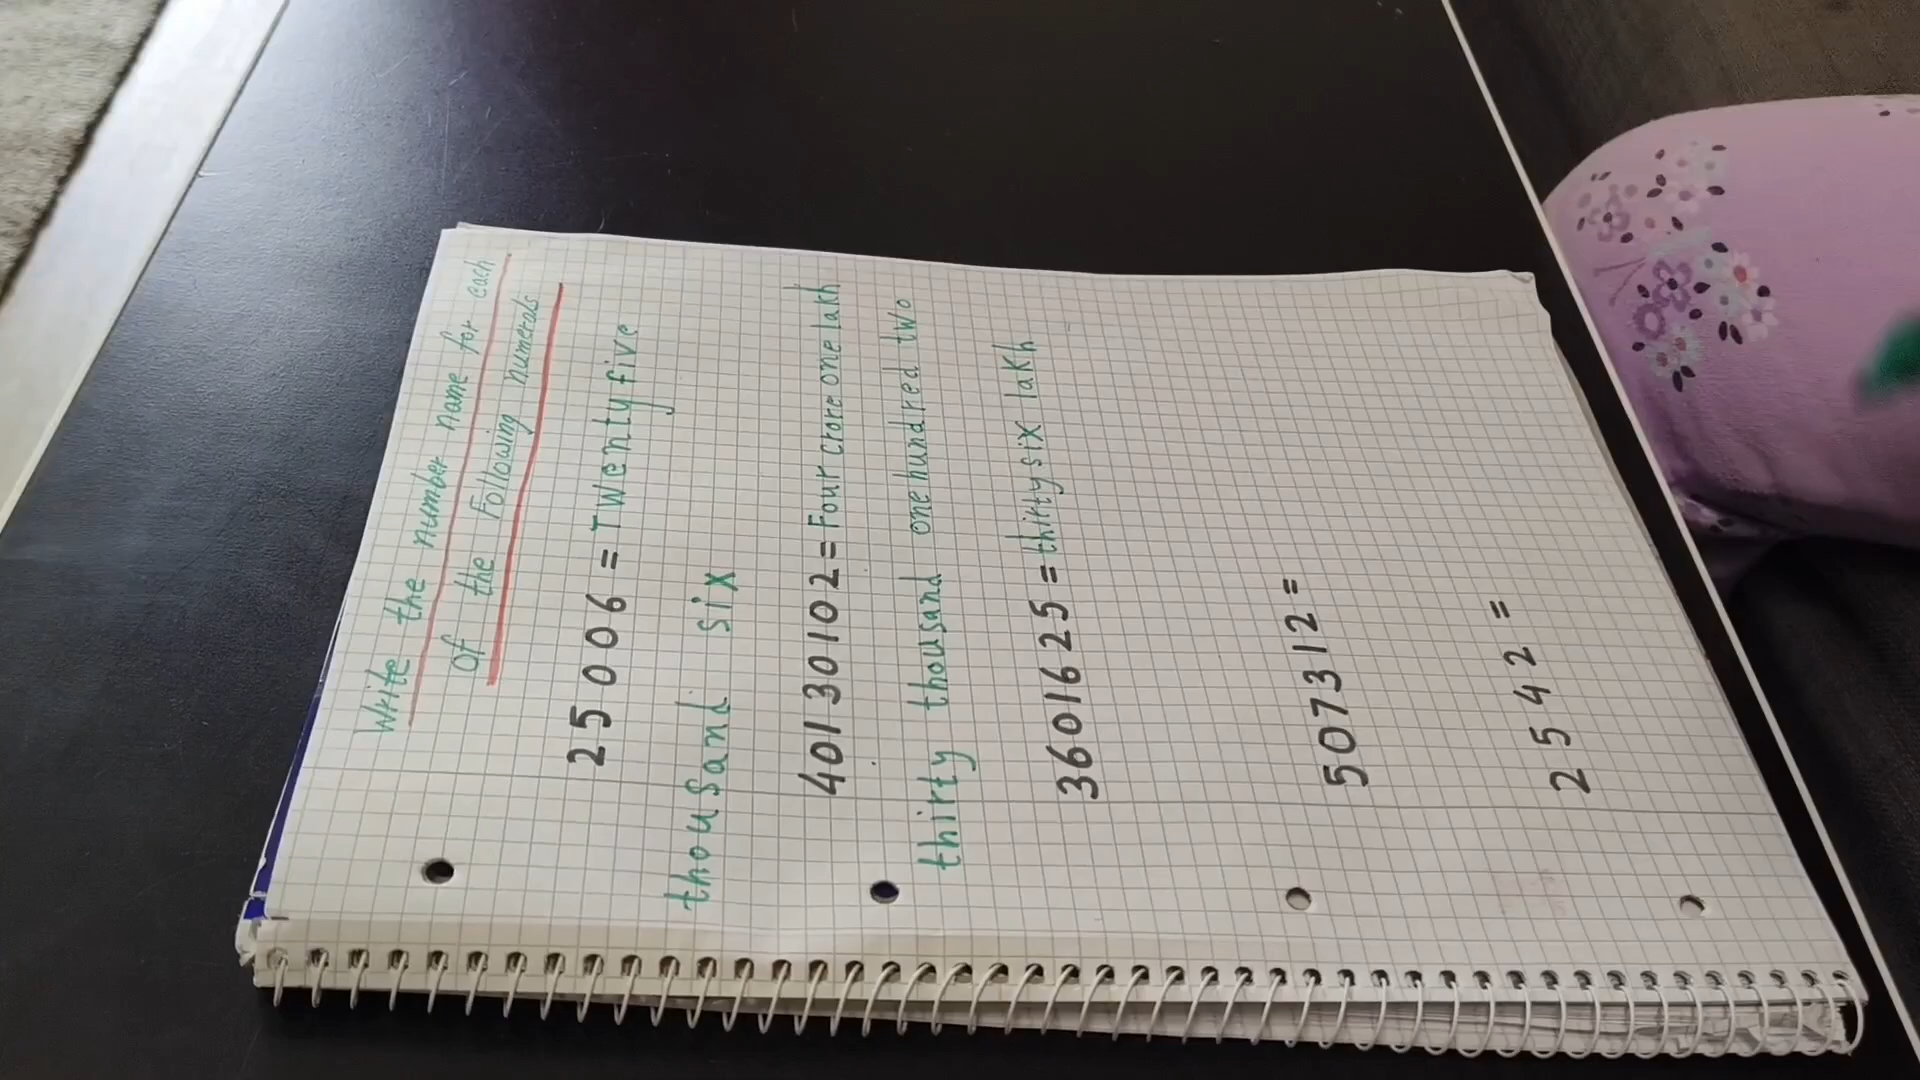 Write the number name for each
of the Following numerals
25006 = Twenty five
thousand six
40130102 = Four crore one lakh
thirty thousand one hundred two
3601625 = thirty six lakh
507312 =
2542 =